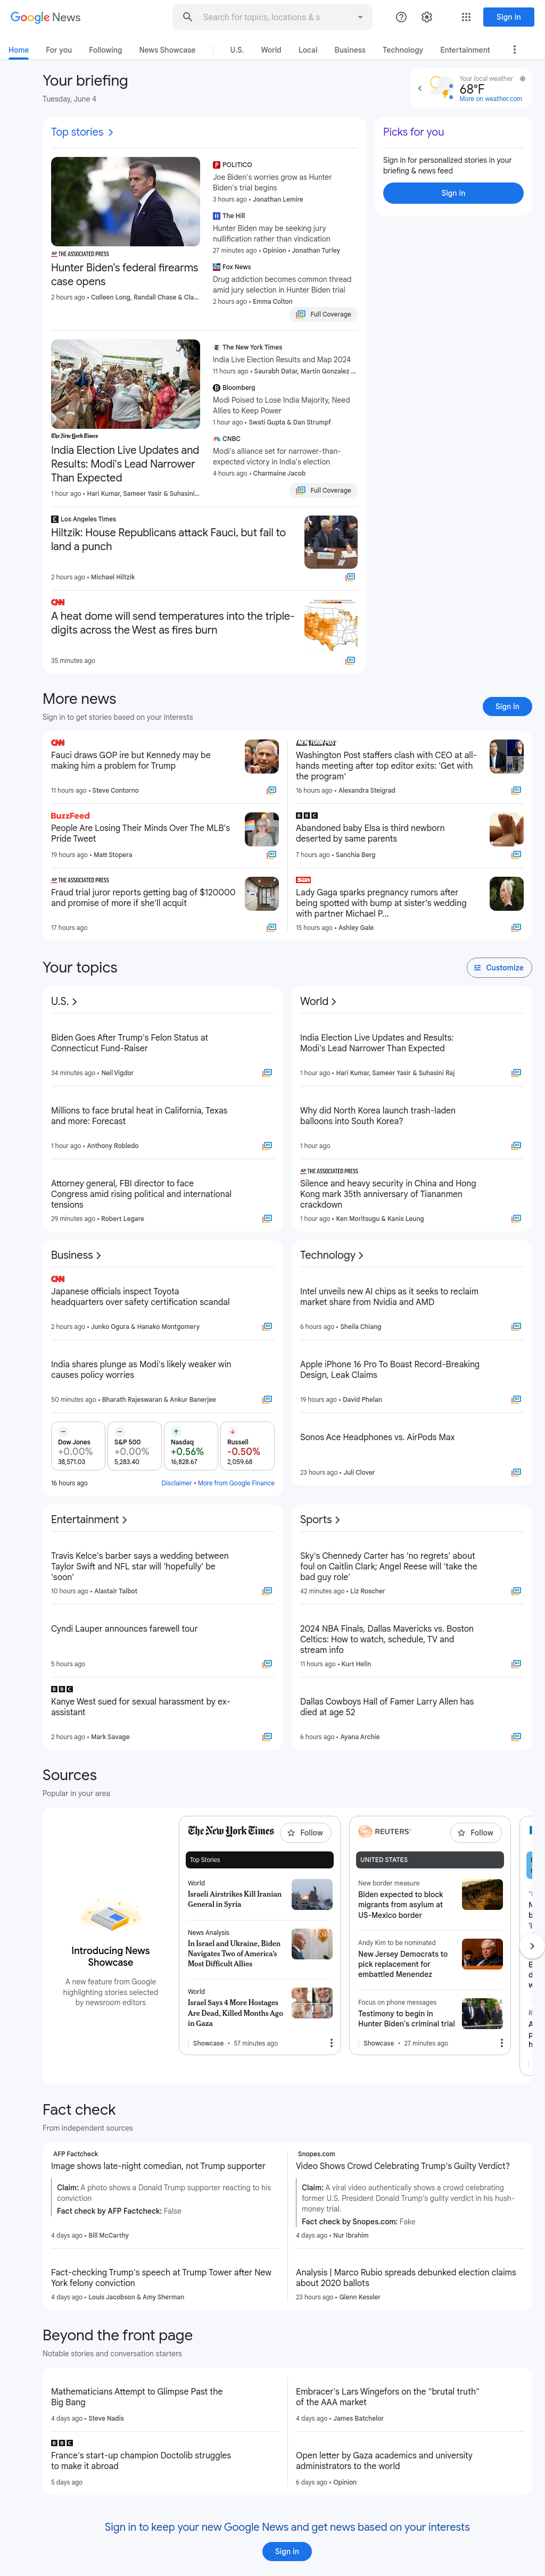 Google News
Search for topics, locations & s
Sign in
Home
For you
Following
News Showcase
U.S.
World
Local
Business
Technology
Entertainment
Your briefing
Tuesday, June 4
Your local weather
68°F
More on weather.com
Top stories
THE ASSOCIATED PRESS
Hunter Biden's federal firearms
case opens
2 hours ago • Colleen Long, Randall Chase & Cla...
POLITICO
Joe Biden's worries grow as Hunter
Biden's trial begins
3 hours ago • Jonathan Lemire
The Hill
Hunter Biden may be seeking jury
nullification rather than vindication
27 minutes ago • Opinion • Jonathan Turley
Fox News
Drug addiction becomes common thread
amid jury selection in Hunter Biden trial
2 hours ago • Emma Colton
Full Coverage
Picks for you
Sign in for personalized stories in your
briefing & news feed
Sign in
The New York Times
India Election Live Updates and
Results: Modi's Lead Narrower
Than Expected
1 hour ago • Hari Kumar, Sameer Yasir & Suhasini...
The New York Times
India Live Election Results and Map 2024
11 hours ago • Saurabh Datar, Martin Gonzalez ...
Bloomberg
Modi Poised to Lose India Majority, Need
Allies to Keep Power
1 hour ago • Swati Gupta & Dan Strumpf
CNBC
Modi's alliance set for narrower-than-
expected victory in India's election
4 hours ago • Charmaine Jacob
Full Coverage
Los Angeles Times
Hiltzik: House Republicans attack Fauci, but fail to
land a punch
2 hours ago • Michael Hiltzik
CNN
A heat dome will send temperatures into the triple-
digits across the West as fires burn
35 minutes ago
More news
Sign in to get stories based on your interests
Sign in
CNN
Fauci draws GOP ire but Kennedy may be
making him a problem for Trump
11 hours ago • Steve Contorno
NEW YORK POST
Washington Post staffers clash with CEO at all-
hands meeting after top editor exits: 'Get with
the program'
16 hours ago • Alexandra Steigrad
BuzzFeed
People Are Losing Their Minds Over The MLB's
Pride Tweet
19 hours ago • Matt Stopera
BBC
Abandoned baby Elsa is third newborn
deserted by same parents
7 hours ago • Sanchia Berg
THE ASSOCIATED PRESS
Fraud trial juror reports getting bag of $120000
and promise of more if she'll acquit
17 hours ago
Sun
Lady Gaga sparks pregnancy rumors after
being spotted with bump at sister's wedding
with partner Michael P...
15 hours ago • Ashley Gale
Your topics
Customize
U.S.
Biden Goes After Trump's Felon Status at
Connecticut Fund-Raiser
34 minutes ago • Neil Vigdor
Millions to face brutal heat in California, Texas
and more: Forecast
1 hour ago • Anthony Robledo
Attorney general, FBI director to face
Congress amid rising political and international
tensions
29 minutes ago • Robert Legare
World
India Election Live Updates and Results:
Modi's Lead Narrower Than Expected
1 hour ago • Hari Kumar, Sameer Yasir & Suhasini Raj
Why did North Korea launch trash-laden
balloons into South Korea?
1 hour ago
THE ASSOCIATED PRESS
Silence and heavy security in China and Hong
Kong mark 35th anniversary of Tiananmen
crackdown
1 hour ago • Ken Moritsugu & Kanis Leung
Business
CNN
Japanese officials inspect Toyota
headquarters over safety certification scandal
2 hours ago • Junko Ogura & Hanako Montgomery
India shares plunge as Modi's likely weaker win
causes policy worries
50 minutes ago • Bharath Rajeswaran & Ankur Banerjee
Dow Jones
+0.00%
38,571.03
S&P 500
+0.00%
5,283.40
Nasdaq
+0.56%
16,828.67
Russell
-0.50%
2,059.68
16 hours ago
Disclaimer • More from Google Finance
Technology
Intel unveils new AI chips as it seeks to reclaim
market share from Nvidia and AMD
6 hours ago • Sheila Chiang
Apple iPhone 16 Pro To Boast Record-Breaking
Design, Leak Claims
19 hours ago • David Phelan
Sonos Ace Headphones vs. AirPods Max
23 hours ago • Juli Clover
Entertainment
Travis Kelce's barber says a wedding between
Taylor Swift and NFL star will 'hopefully' be
'soon'
10 hours ago • Alastair Talbot
Cyndi Lauper announces farewell tour
5 hours ago
BBC
Kanye West sued for sexual harassment by ex-
assistant
2 hours ago • Mark Savage
Sports
Sky's Chennedy Carter has 'no regrets' about
foul on Caitlin Clark; Angel Reese will 'take the
bad guy role'
42 minutes ago • Liz Roscher
2024 NBA Finals, Dallas Mavericks vs. Boston
Celtics: How to watch, schedule, TV and
stream info
11 hours ago • Kurt Helin
Dallas Cowboys Hall of Famer Larry Allen has
died at age 52
6 hours ago • Ayana Archie
Sources
Popular in your area
Introducing News
Showcase
A new feature from Google
highlighting stories selected
by newsroom editors
The New York Times
Follow
Top Stories
World
Israeli Airstrikes Kill Iranian
General in Syria
News Analysis
In Israel and Ukraine, Biden
Navigates Two of America's
Most Difficult Allies
World
Israel Says 4 More Hostages
Are Dead, Killed Months Ago
in Gaza
Showcase • 57 minutes ago
REUTERS
Follow
UNITED STATES
New border measure
Biden expected to block
migrants from asylum at
US-Mexico border
Andy Kim to be nominated
New Jersey Democrats to
pick replacement for
embattled Menendez
Focus on phone messages
Testimony to begin in
Hunter Biden's criminal trial
Showcase • 27 minutes ago
Fact check
From independent sources
AFP Factcheck
Image shows late-night comedian, not Trump supporter
Claim: A photo shows a Donald Trump supporter reacting to his
conviction
Fact check by AFP Factcheck: False
4 days ago • Bill McCarthy
Snopes.com
Video Shows Crowd Celebrating Trump's Guilty Verdict?
Claim: A viral video authentically shows a crowd celebrating
former U.S. President Donald Trump's guilty verdict in his hush-
money trial.
Fact check by Snopes.com: Fake
4 days ago • Nur Ibrahim
Fact-checking Trump's speech at Trump Tower after New
York felony conviction
4 days ago • Louis Jacobson & Amy Sherman
Analysis | Marco Rubio spreads debunked election claims
about 2020 ballots
23 hours ago • Glenn Kessler
Beyond the front page
Notable stories and conversation starters
Mathematicians Attempt to Glimpse Past the
Big Bang
4 days ago • Steve Nadis
Embracer's Lars Wingefors on the "brutal truth"
of the AAA market
4 days ago • James Batchelor
BBC
France's start-up champion Doctolib struggles
to make it abroad
5 days ago
Open letter by Gaza academics and university
administrators to the world
6 days ago • Opinion
Sign in to keep your new Google News and get news based on your interests
Sign in